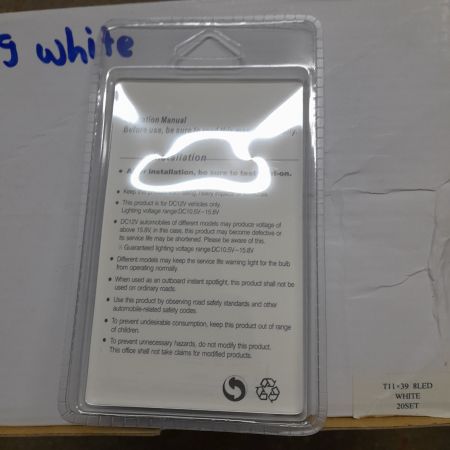 9 white
ation Manual
Before use, be sure to read this
Installation
• After installation, be sure to test
• Keep
• This product is for DC12V vehicles only.
Lighting voltage range:DC10.5V~15.8V
• DC12V automobiles of different models may produce voltage of
above 15.8V, in this case, this product may become defective or
its service life may be shortened. Please be aware of this.
※ Guaranteed lighting voltage range:DC10.5V~15.8V
• Different models may keep the service life warning light for the bulb
from operating normally.
• When used as an outboard instant spotlight, this product shall not be
used on ordinary roads.
• Use this product by observing road safety standards and other
automobile-related safety codes.
• To prevent undesirable consumption, keep this product out of range
of children.
• To prevent unnecessary hazards, do not modify this product.
This office shall not take claims for modified products.
T11×39 8LED
WHITE
20SET